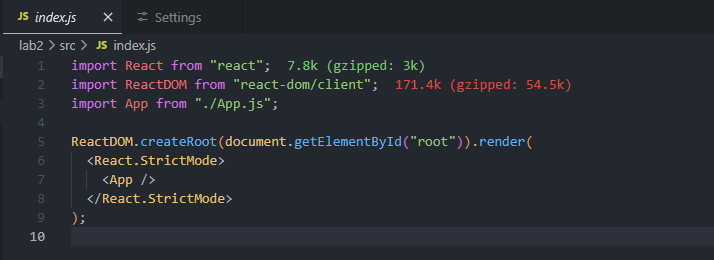 JS index.js × Settings
lab2 > src > JS index.js
1 import React from "react"; 7.8k (gzipped: 3k)
2 import ReactDOM from "react-dom/client"; 171.4k (gzipped: 54.5k)
3 import App from "./App.js";
4
5 ReactDOM.createRoot(document.getElementById("root")).render(
6 <React.StrictMode>
7 <App />
8 </React.StrictMode>
9 );
10